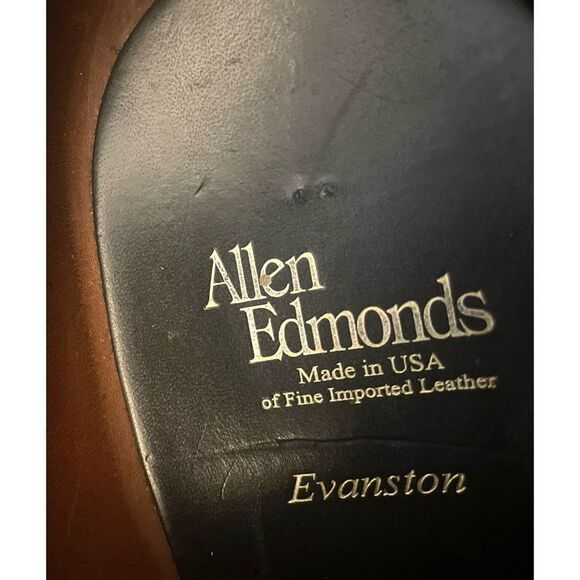 Allen
Edmonds
Made in USA
of Fine Imported Leather
Evanston